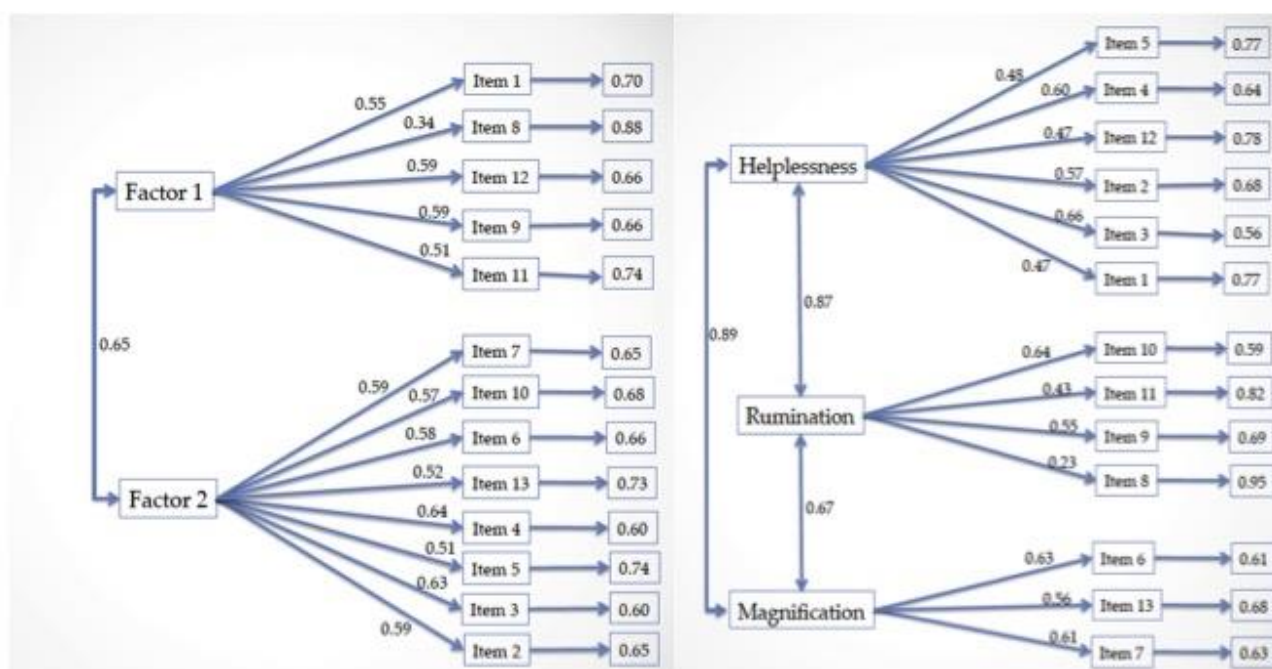 Item 1
0.70
0.55
Item 8
0.88
0.34
Item 12
0.66
0.59
Factor 1
Item 9
0.66
0.59
Item 11
0.74
0.51
0.65
Item 7
0.65
0.59
Item 10
0.68
0.57
Item 6
0.66
0.58
Item 13
0.73
0.52
Factor 2
Item 4
0.60
0.64
Item 5
0.74
0.51
Item 3
0.60
0.63
Item 2
0.65
0.59
Item 5
0.77
0.48
Item 4
0.64
0.60
Item 12
0.78
0.47
Helplessness
Item 2
0.68
0.57
Item 3
0.56
0.66
Item 1
0.77
0.47
0.87
0.89
Item 10
0.59
0.64
Item 11
0.82
0.43
Rumination
Item 9
0.69
0.55
Item 8
0.95
0.23
0.67
Item 6
0.61
0.63
Magnification
Item 13
0.68
0.56
Item 7
0.63
0.61